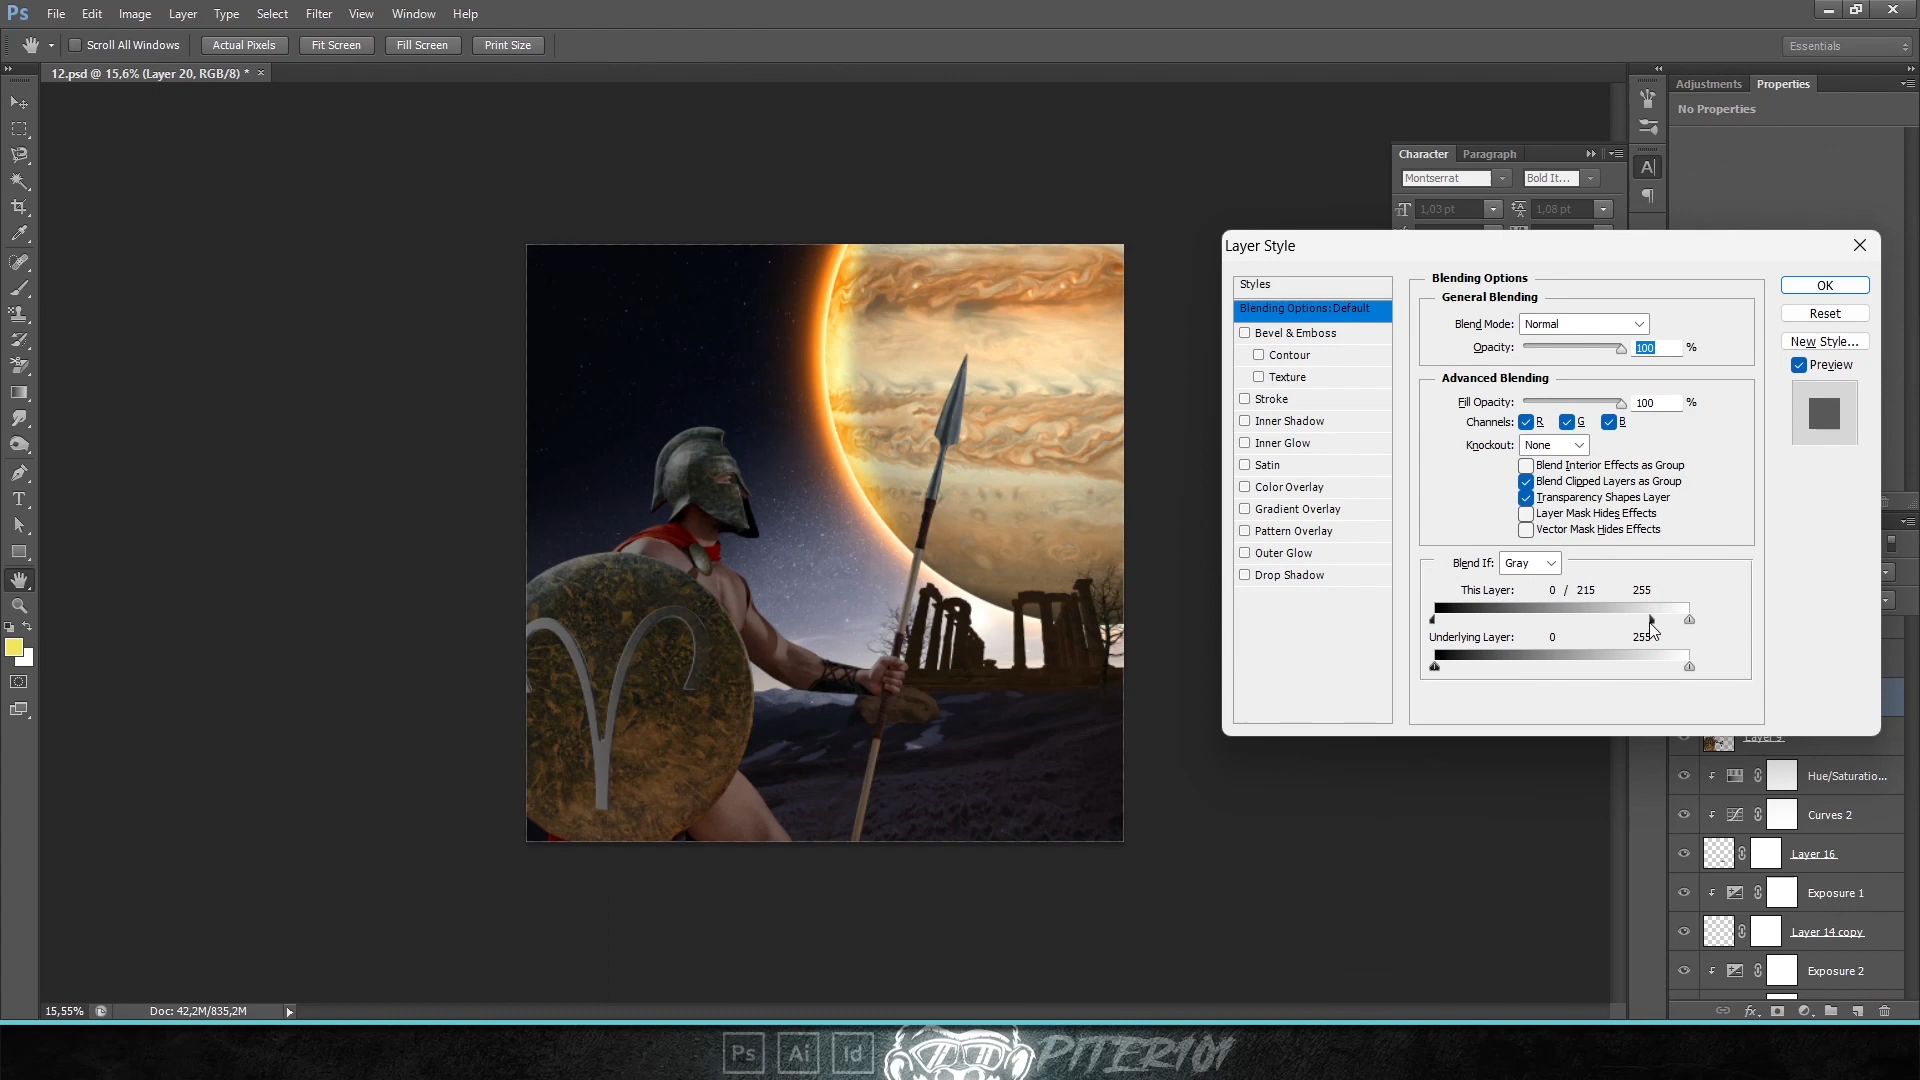 Ps File Edit Image Layer Type Select Filter View Window Help
Scroll All Windows Actual Pixels Fit Screen Fill Screen Print Size Essentials
12.psd @ 15,6% (Layer 20, RGB/8) * ×
Adjustments Properties
No Properties
Character Paragraph
Montserrat Bold It...
1,03 pt 1,08 pt
Layer Style
Styles
Blending Options: Default
Bevel & Emboss
Contour
Texture
Stroke
Inner Shadow
Inner Glow
Satin
Color Overlay
Gradient Overlay
Pattern Overlay
Outer Glow
Drop Shadow
Blending Options
General Blending
Blend Mode: Normal
Opacity: 100 %
Advanced Blending
Fill Opacity: 100 %
Channels: R G B
Knockout: None
Blend Interior Effects as Group
Blend Clipped Layers as Group
Transparency Shapes Layer
Layer Mask Hides Effects
Vector Mask Hides Effects
Blend If: Gray
This Layer: 0 / 215 255
Underlying Layer: 0 255
OK
Reset
New Style...
Preview
Layer 9
Hue/Saturatio...
Curves 2
Layer 16
Exposure 1
Layer 14 copy
Exposure 2
15,55% Doc: 42,2M/835,2M
Ps Ai Id PITER101